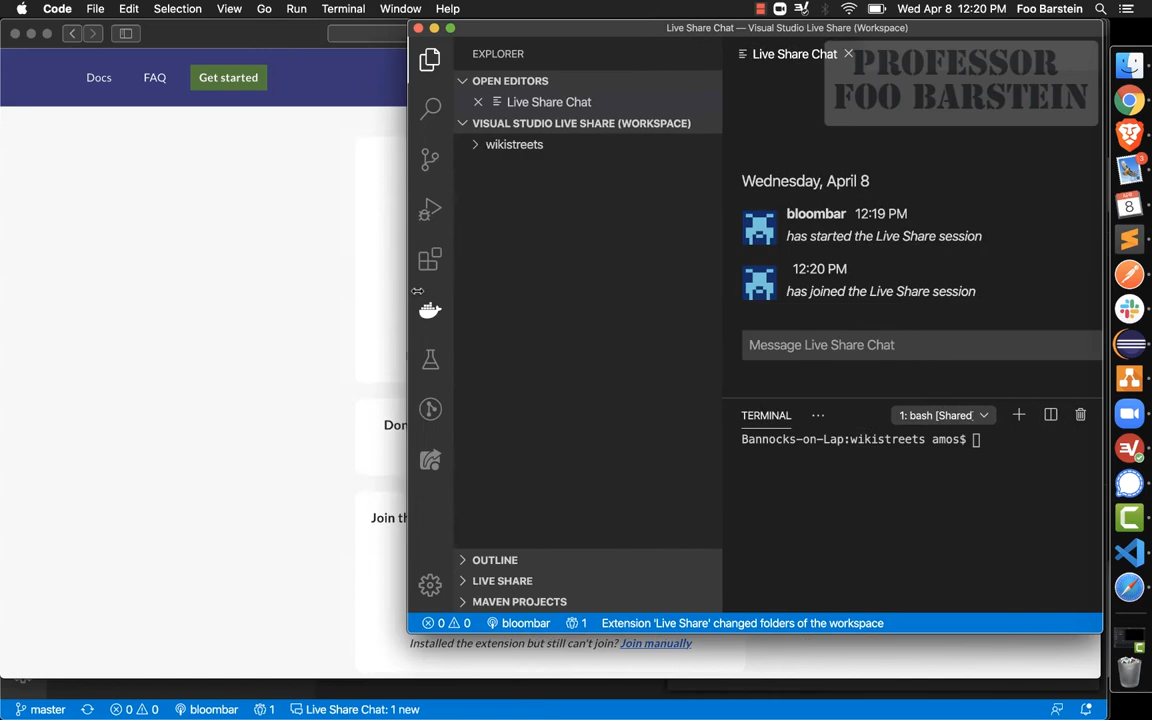 Code File Edit Selection View Go Run Terminal Window Help Wed Apr 8 12:20 PM Foo Barstein
Live Share Chat — Visual Studio Live Share (Workspace)
Docs FAQ Get started
EXPLORER
OPEN EDITORS
Live Share Chat
VISUAL STUDIO LIVE SHARE (WORKSPACE)
wikistreets
OUTLINE
LIVE SHARE
MAVEN PROJECTS
Live Share Chat
PROFESSOR
FOO BARSTEIN
Wednesday, April 8
bloombar 12:19 PM
has started the Live Share session
12:20 PM
has joined the Live Share session
Message Live Share Chat
TERMINAL ··· 1: bash [Shared]
Bannocks-on-Lap:wikistreets amos$
0 0 bloombar 1 Extension 'Live Share' changed folders of the workspace
Don
Join th
Installed the extension but still can't join? Join manually
master 0 0 bloombar 1 Live Share Chat: 1 new
8
3